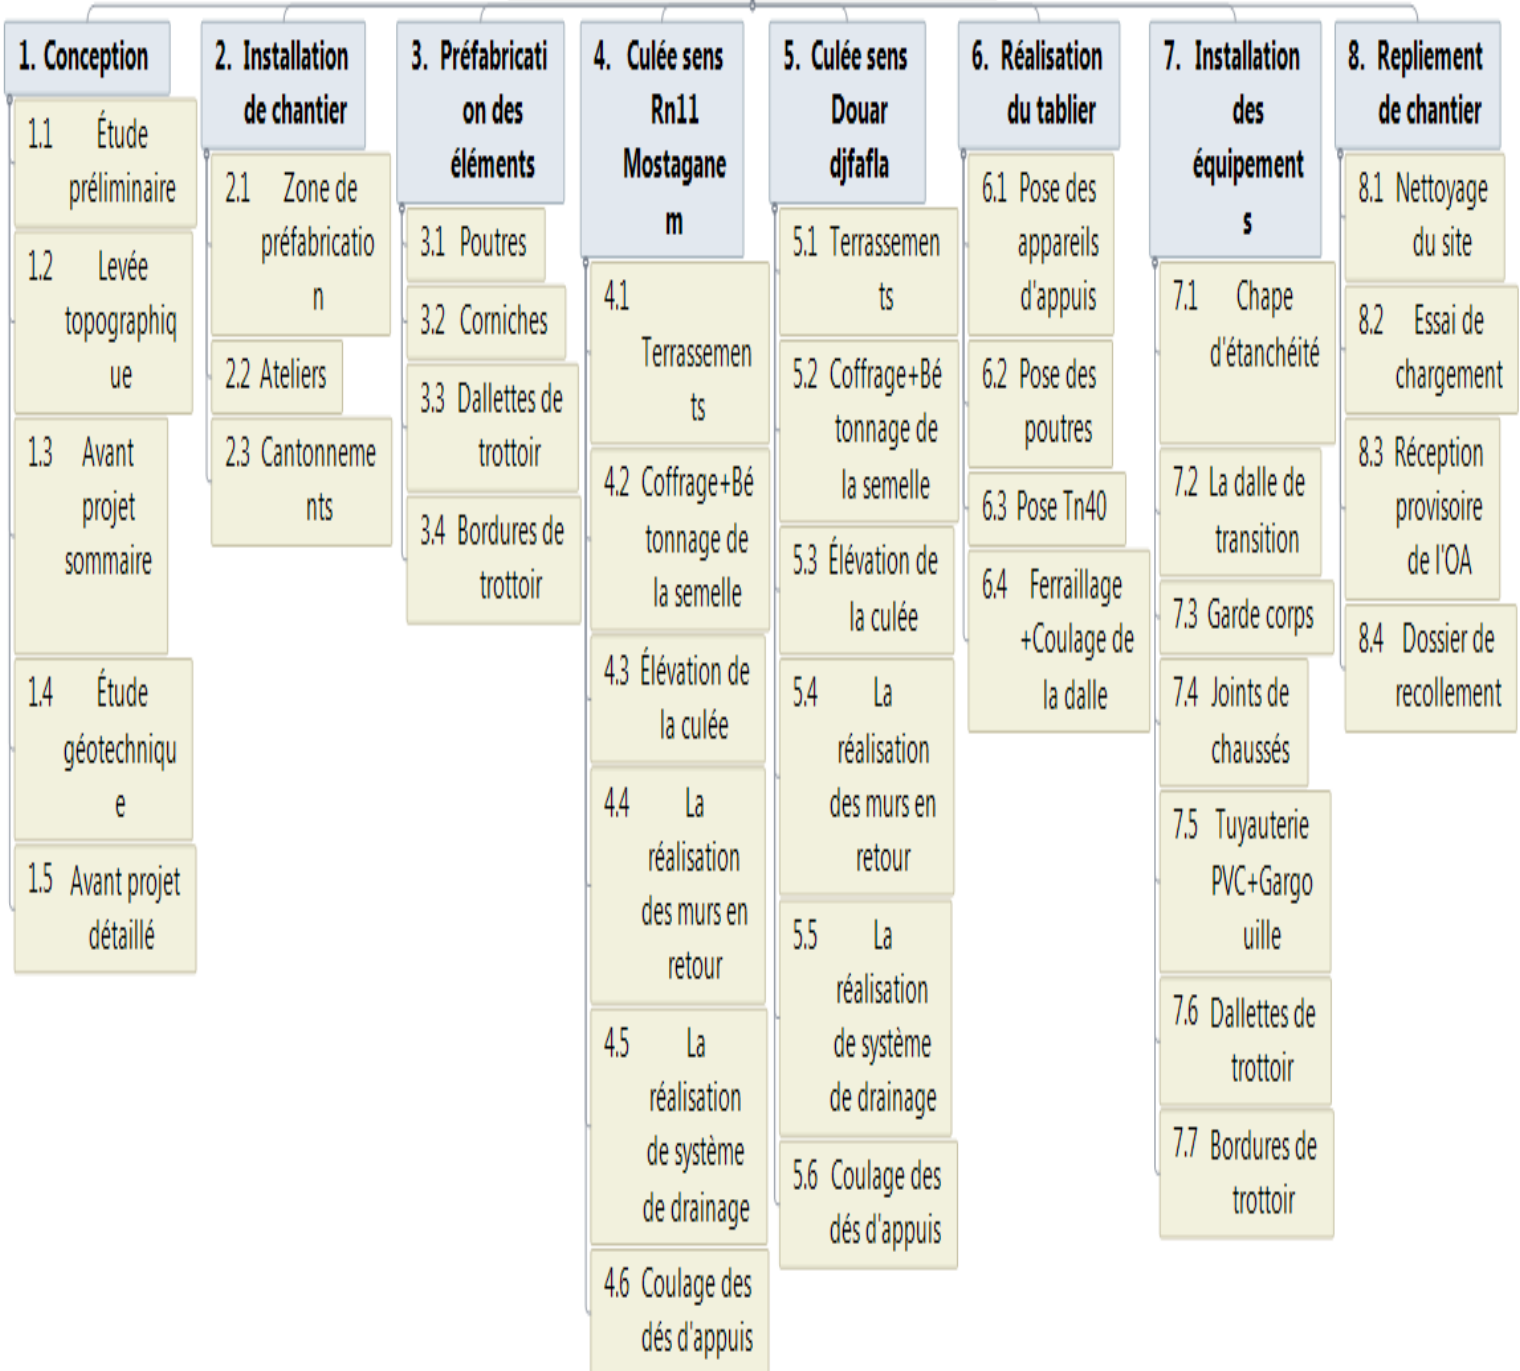 1. Conception
1.1 Étude
préliminaire
1.2 Levée
topographiq
ue
1.3 Avant
projet
sommaire
1.4 Étude
géotechniqu
e
1.5 Avant projet
détaillé
2. Installation
de chantier
2.1 Zone de
préfabricatio
n
2.2 Ateliers
2.3 Cantonneme
nts
3. Préfabricati
on des
éléments
3.1 Poutres
3.2 Corniches
3.3 Dallettes de
trottoir
3.4 Bordures de
trottoir
4. Culée sens
Rn11
Mostagane
m
4.1
Terrassemen
ts
4.2 Coffrage+Bé
tonnage de
la semelle
4.3 Élévation de
la culée
4.4 La
réalisation
des murs en
retour
4.5 La
réalisation
de système
de drainage
4.6 Coulage des
dés d'appuis
5. Culée sens
Douar
djfafla
5.1 Terrassemen
ts
5.2 Coffrage+Bé
tonnage de
la semelle
5.3 Élévation de
la culée
5.4 La
réalisation
des murs en
retour
5.5 La
réalisation
de système
de drainage
5.6 Coulage des
dés d'appuis
6. Réalisation
du tablier
6.1 Pose des
appareils
d'appuis
6.2 Pose des
poutres
6.3 Pose Tn40
6.4 Ferraillage
+Coulage de
la dalle
7. Installation
des
équipement
s
7.1 Chape
d'étanchéité
7.2 La dalle de
transition
7.3 Garde corps
7.4 Joints de
chaussés
7.5 Tuyauterie
PVC+Gargo
uille
7.6 Dallettes de
trottoir
7.7 Bordures de
trottoir
8. Repliement
de chantier
8.1 Nettoyage
du site
8.2 Essai de
chargement
8.3 Réception
provisoire
de l'OA
8.4 Dossier de
recollement